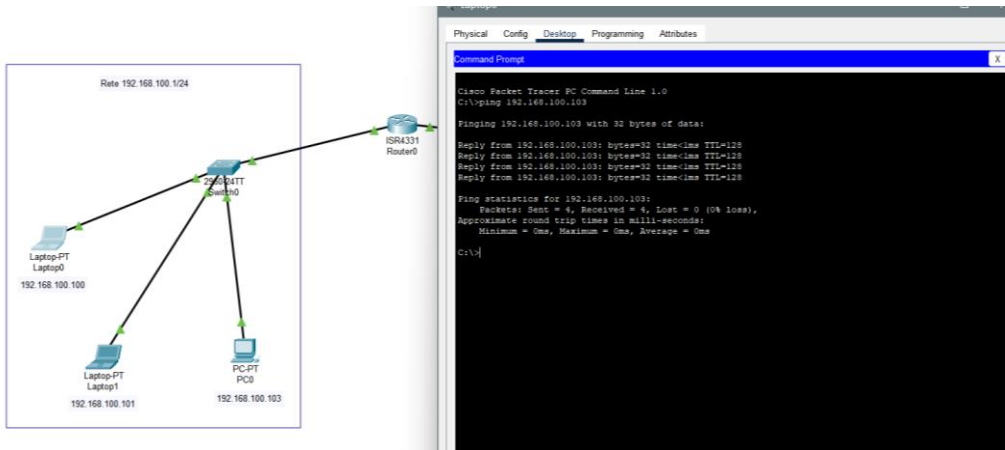 Physical Config Desktop Programming Attributes
Command Prompt
X
Cisco Packet Tracer PC Command Line 1.0
C:\>ping 192.168.100.103
Pinging 192.168.100.103 with 32 bytes of data:
Reply from 192.168.100.103: bytes=32 time<1ms TTL=128
Reply from 192.168.100.103: bytes=32 time<1ms TTL=128
Reply from 192.168.100.103: bytes=32 time<1ms TTL=128
Reply from 192.168.100.103: bytes=32 time<1ms TTL=128
Ping statistics for 192.168.100.103:
Packets: Sent = 4, Received = 4, Lost = 0 (0% loss),
Approximate round trip times in milli-seconds:
Minimum = 0ms, Maximum = 0ms, Average = 0ms
C:\>
Rete 192.168.100.1/24
ISR4331
Router0
2960-24TT
Switch0
Laptop-PT
Laptop0
192.168.100.100
Laptop-PT
Laptop1
192.168.100.101
PC-PT
PC0
192.168.100.103